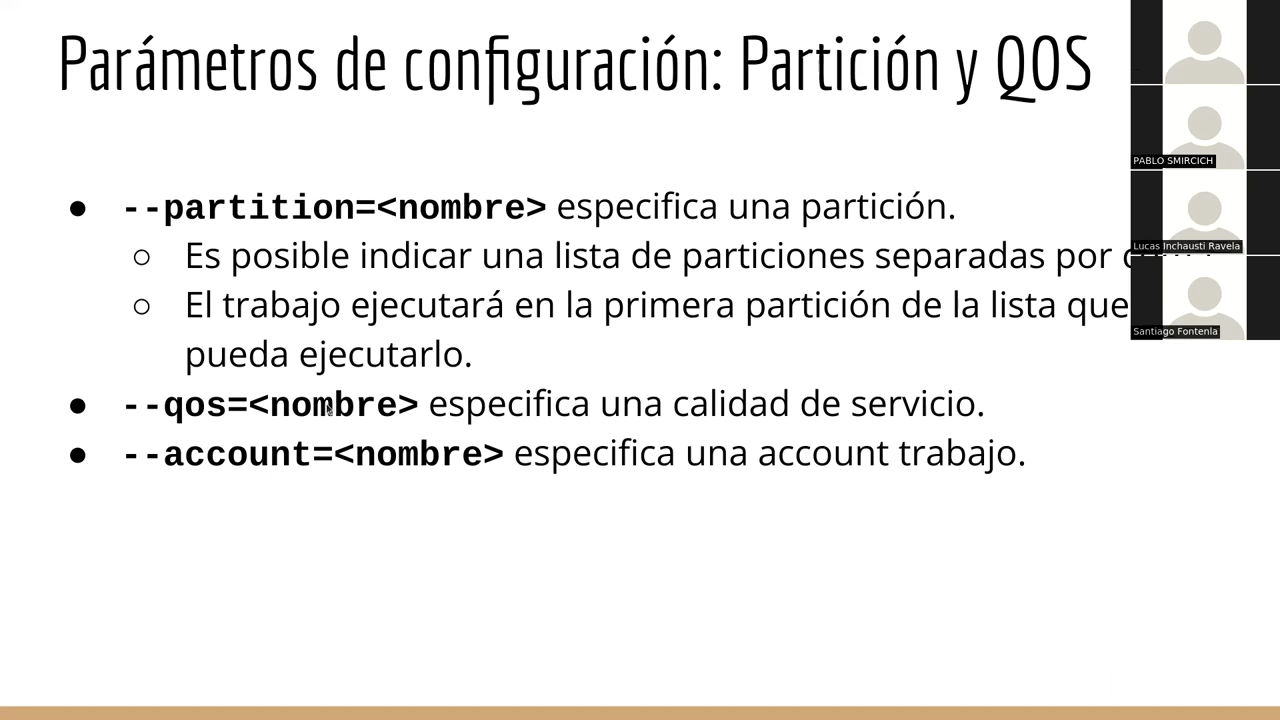 Parámetros de configuración: Partición y QOS
● --partition=<nombre> especifica una partición.
○ Es posible indicar una lista de particiones separadas por
○ El trabajo ejecutará en la primera partición de la lista que
pueda ejecutarlo.
● --qos=<nombre> especifica una calidad de servicio.
● --account=<nombre> especifica una account trabajo.
PABLO SMIRCICH
Lucas Inchausti Ravela
Santiago Fontenla